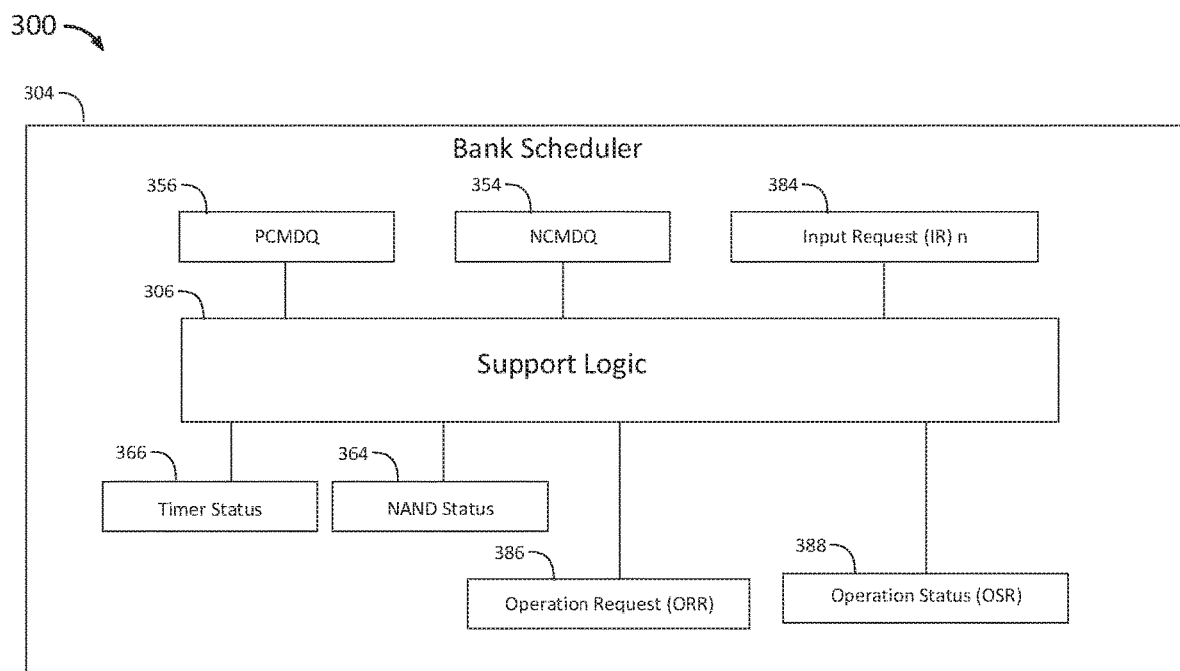 300
304
Bank Scheduler
356
354
384
PCMDQ
NCMDQ
Input Request (IR) n
306
Support Logic
366
364
Timer Status
NAND Status
386
388
Operation Request (ORR)
Operation Status (OSR)